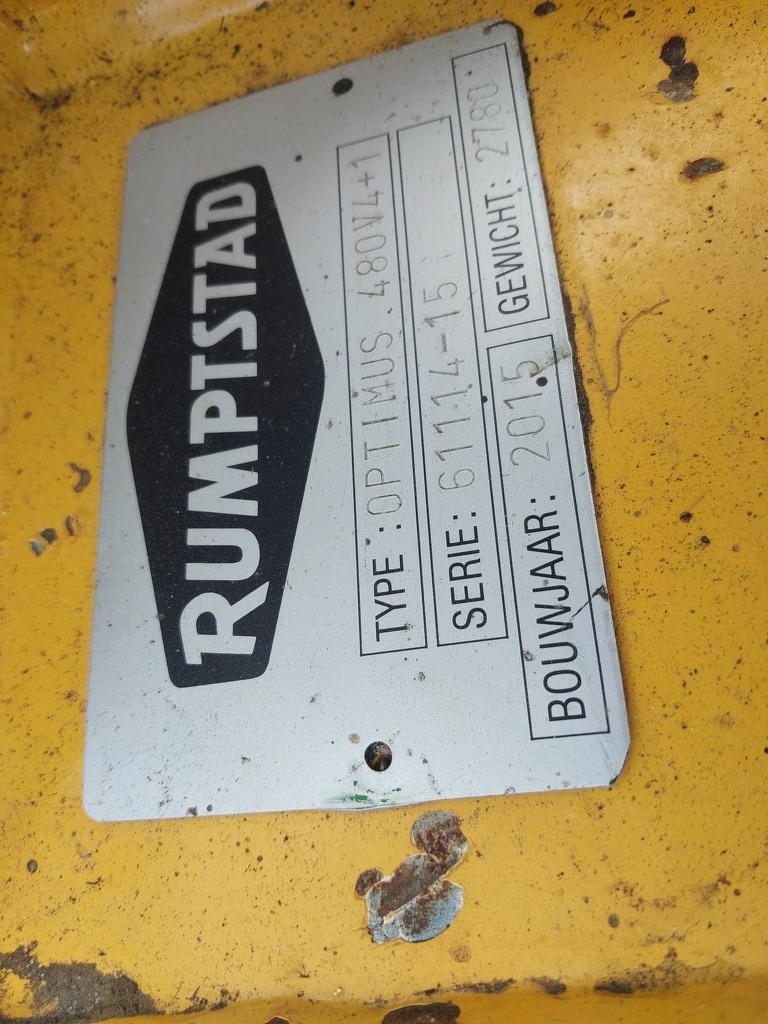 RUMPTSTAD
TYPE: OPTIMUS 480V4+1
SERIE: 61114-15
BOUWJAAR: 2015 GEWICHT: 2780